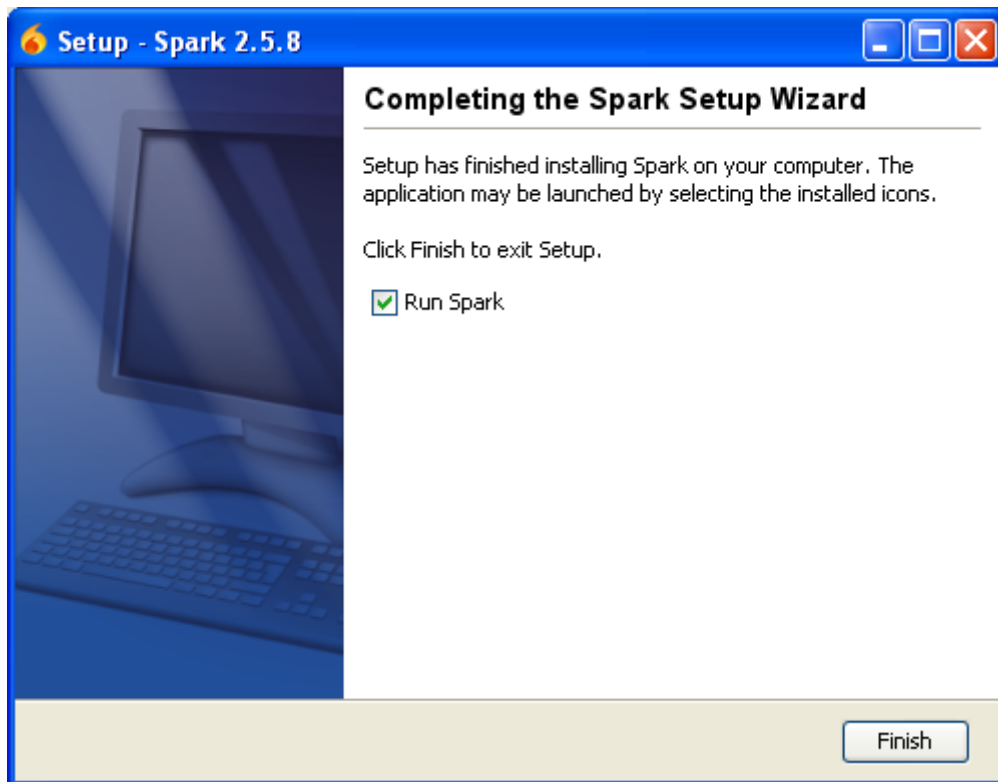 Setup - Spark 2.5.8
Completing the Spark Setup Wizard
Setup has finished installing Spark on your computer. The
application may be launched by selecting the installed icons.
Click Finish to exit Setup.
Run Spark
Finish